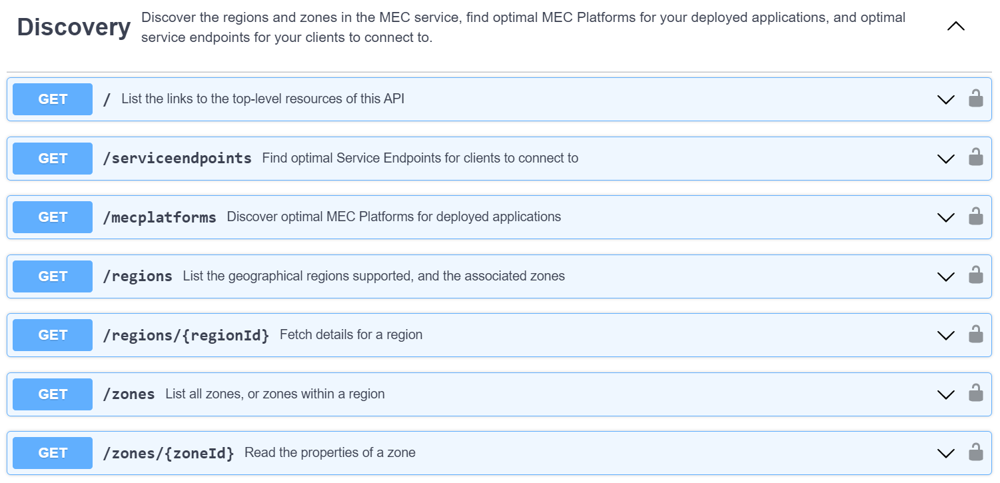 Discovery Discover the regions and zones in the MEC service, find optimal MEC Platforms for your deployed applications, and optimal
service endpoints for your clients to connect to.
GET / List the links to the top-level resources of this API
GET /serviceendpoints Find optimal Service Endpoints for clients to connect to
GET /mecplatforms Discover optimal MEC Platforms for deployed applications
GET /regions List the geographical regions supported, and the associated zones
GET /regions/{regionId} Fetch details for a region
GET /zones List all zones, or zones within a region
GET /zones/{zoneId} Read the properties of a zone